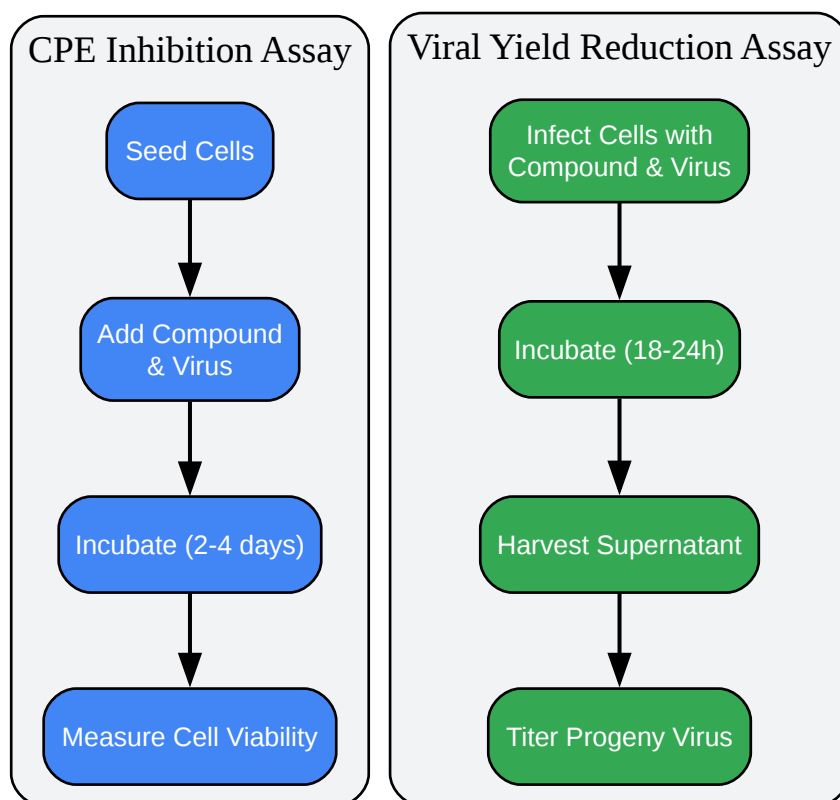 CPE Inhibition Assay
Seed Cells
Add Compound
& Virus
Incubate (2-4 days)
Measure Cell Viability
Viral Yield Reduction Assay
Infect Cells with
Compound & Virus
Incubate (18-24h)
Harvest Supernatant
Titer Progeny Virus